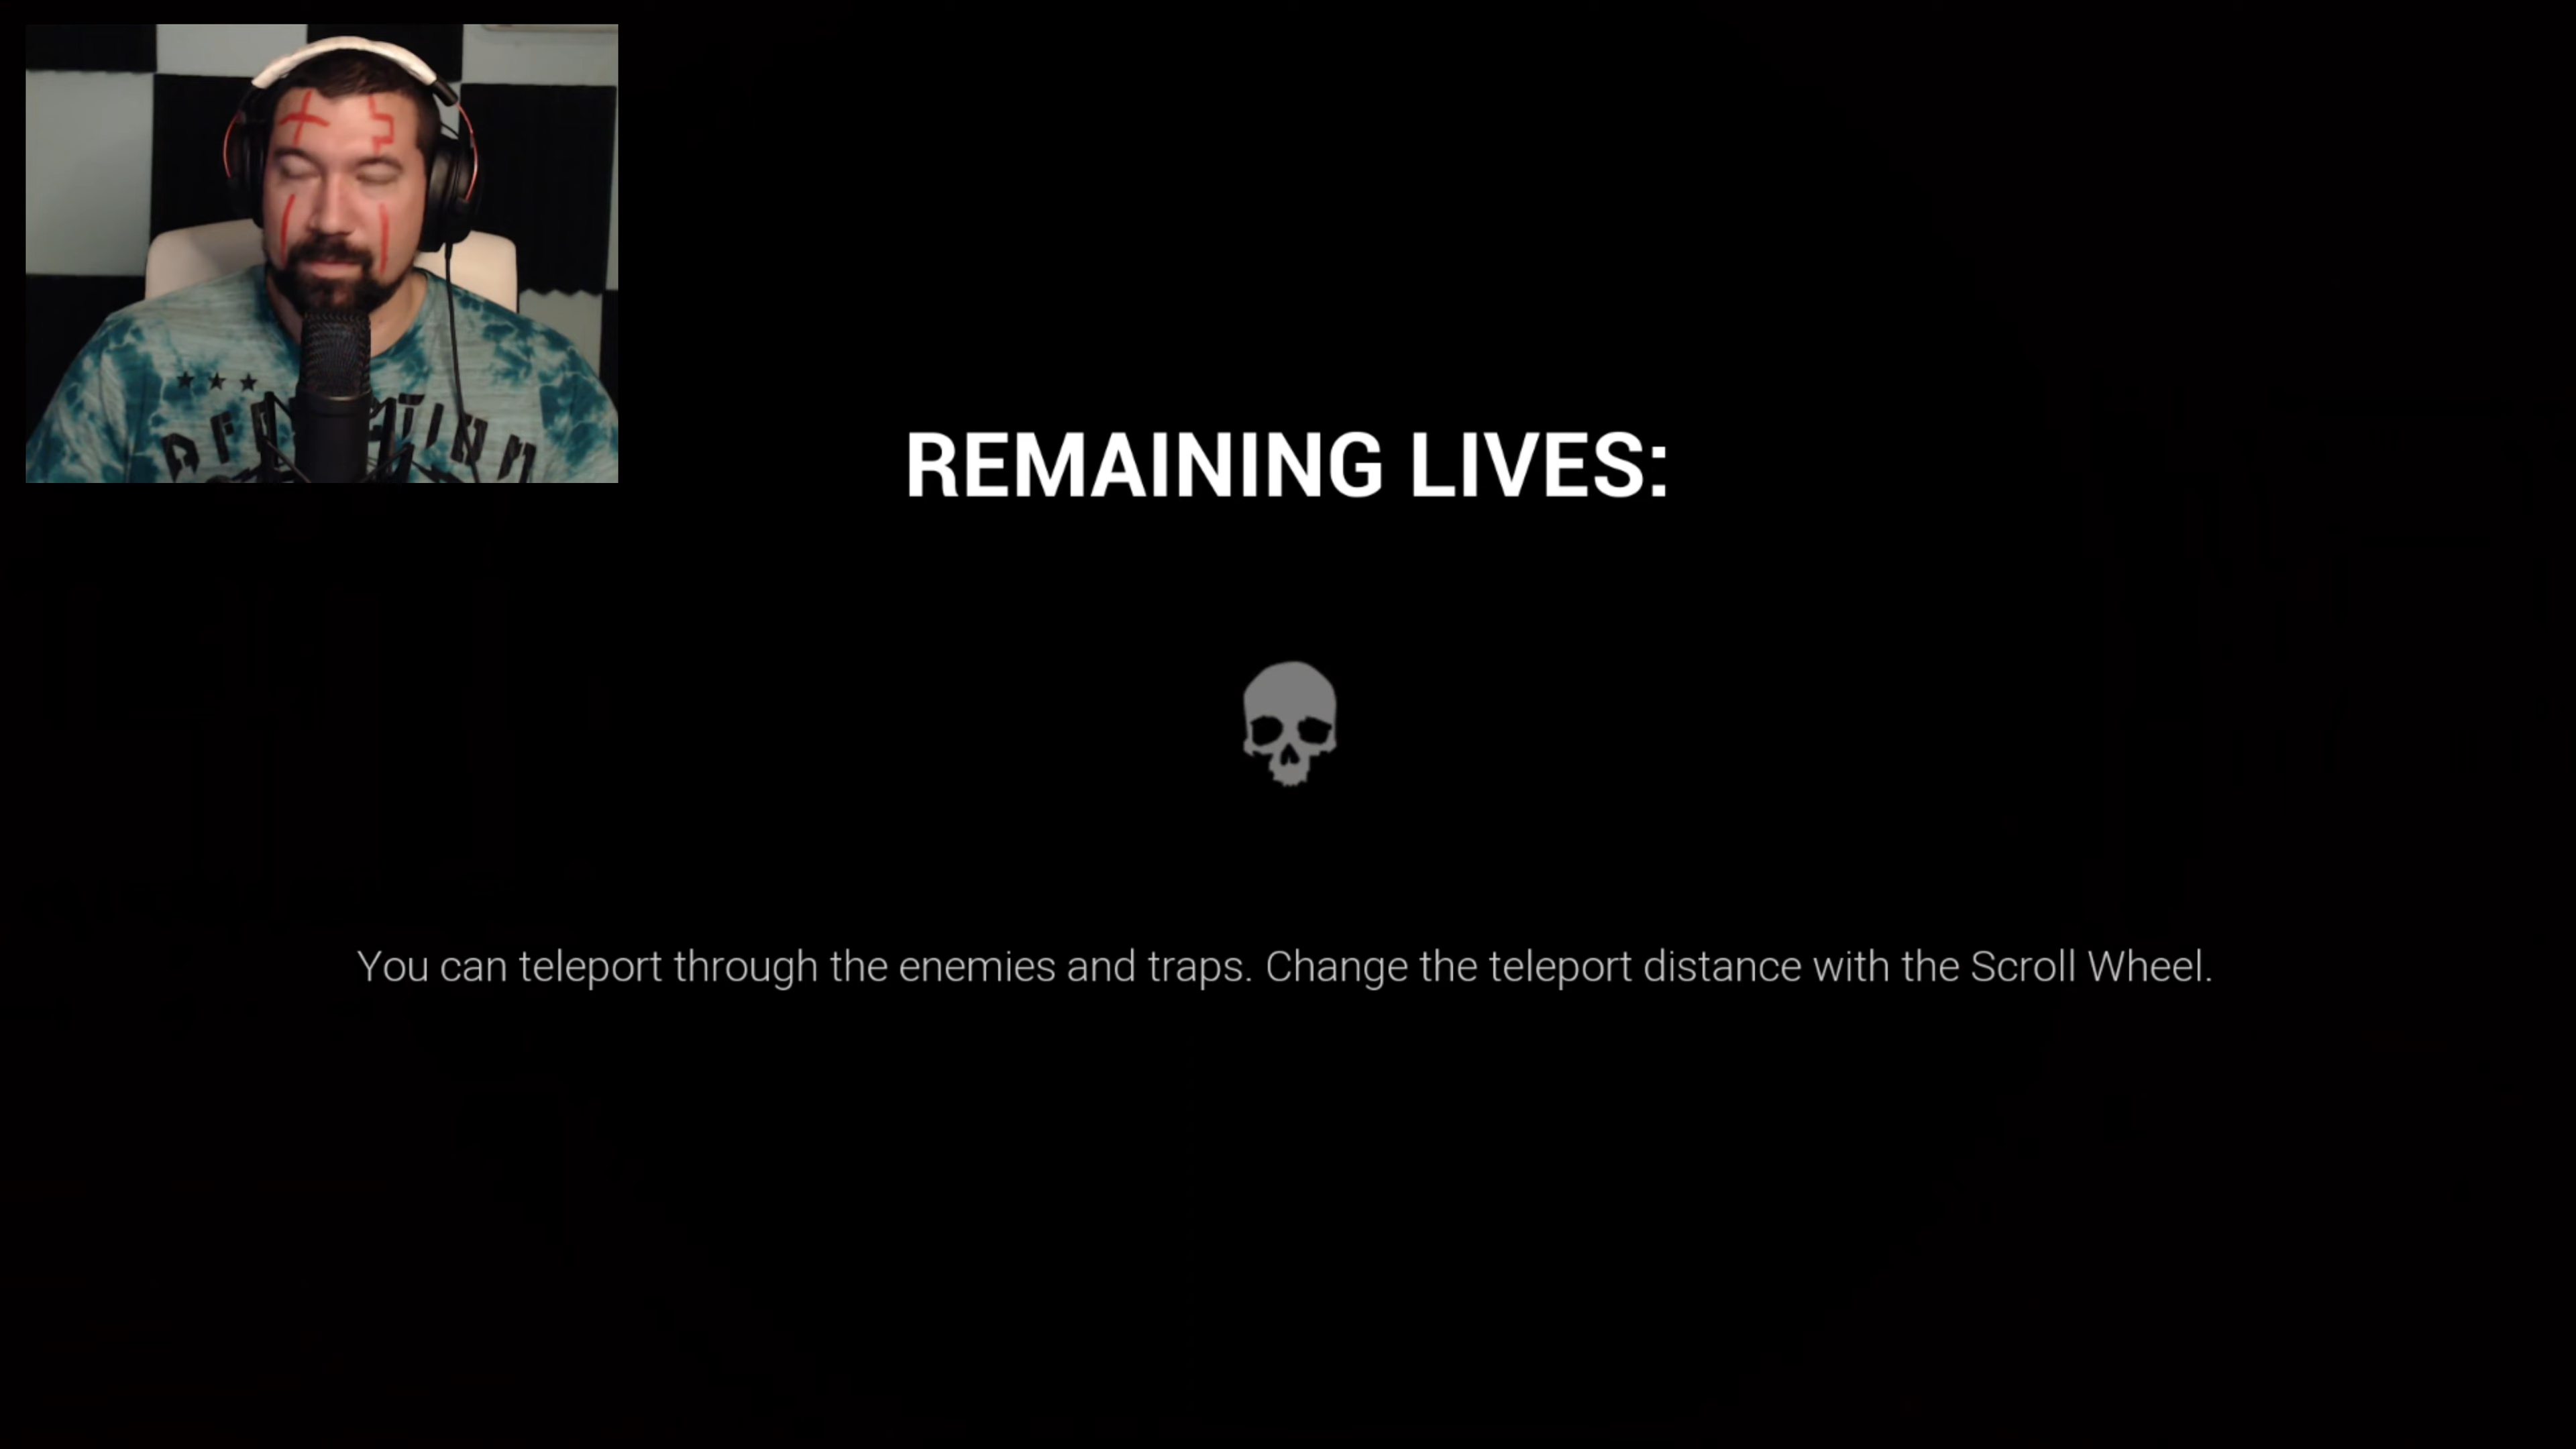 REMAINING LIVES:
You can teleport through the enemies and traps. Change the teleport distance with the Scroll Wheel.